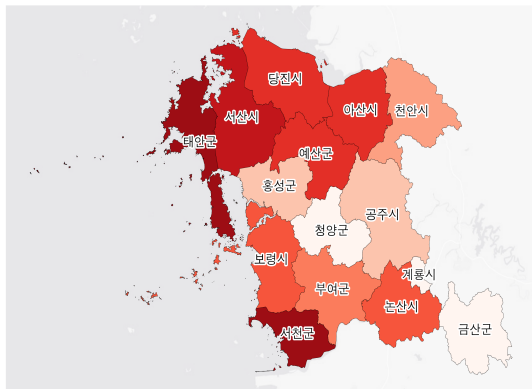 당진시
아산시
천안시
서산시
태안군
예산군
홍성군
공주시
청양군
보령시
계룡시
부여군
논산시
서천군
금산군